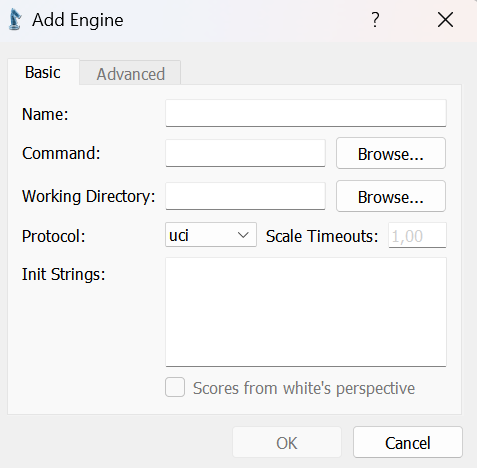 Add Engine ?
Basic Advanced
Name:
Command: Browse...
Working Directory: Browse...
Protocol: uci Scale Timeouts: 1,00
Init Strings:
Scores from white's perspective
OK Cancel